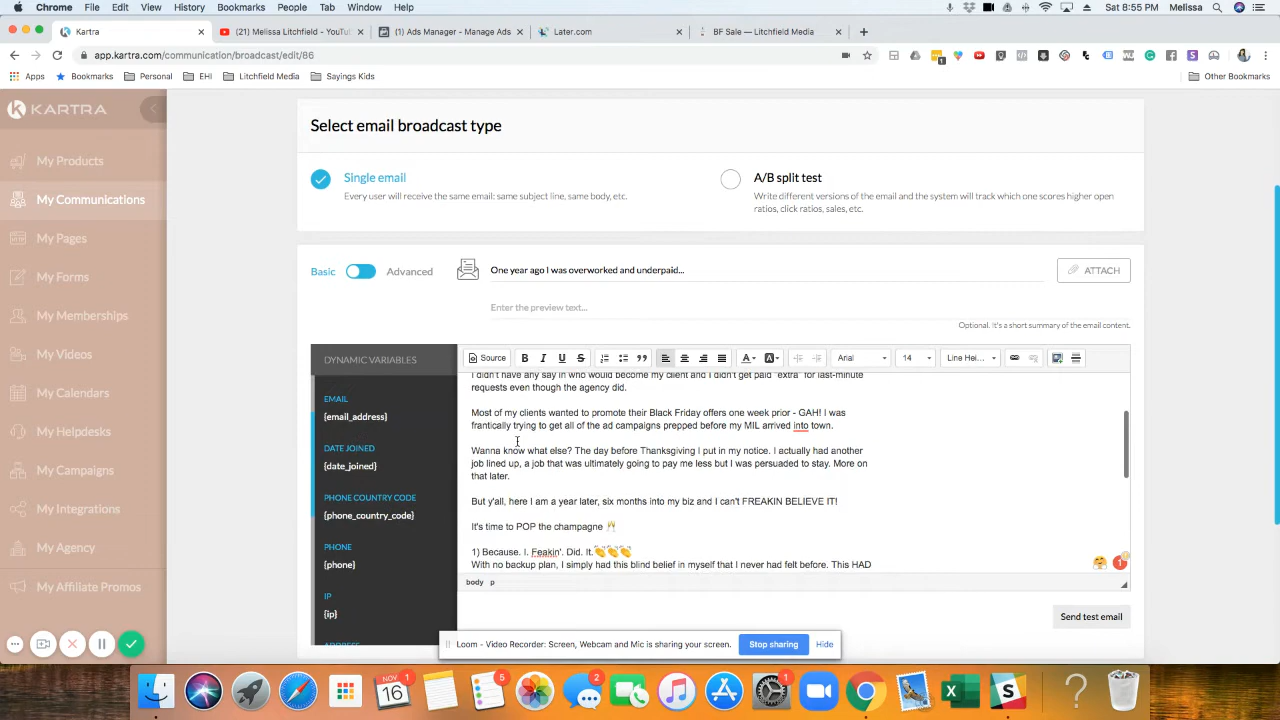 Chrome File Edit View History Bookmarks People Tab Window Help
Sat 8:55 PM Melissa
Kartra
(21) Melissa Litchfield - YouTu
(1) Ads Manager - Manage Ads
Later.com
BF Sale — Litchfield Media
app.kartra.com/communication/broadcast/edit/86
Apps Bookmarks Personal EHI Litchfield Media Sayings Kids Other Bookmarks
KARTRA
My Products
My Communications
My Pages
My Forms
My Memberships
My Videos
My Calendars
My Helpdesks
My Campaigns
My Integrations
My Agency
My Affiliate Promos
Select email broadcast type
Single email
Every user will receive the same email: same subject line, same body, etc.
A/B split test
Write different versions of the email and the system will track which one scores higher open
ratios, click ratios, sales, etc.
Basic Advanced
One year ago I was overworked and underpaid...
ATTACH
Enter the preview text...
Optional. It's a short summary of the email content.
DYNAMIC VARIABLES
EMAIL
{email_address}
DATE JOINED
{date_joined}
PHONE COUNTRY CODE
{phone_country_code}
PHONE
{phone}
IP
{ip}
ADDRESS
Source B I U S Arial 14 Line Hei...
I didn't have any say in who would become my client and I didn't get paid "extra" for last-minute
requests even though the agency did.
Most of my clients wanted to promote their Black Friday offers one week prior - GAH! I was
frantically trying to get all of the ad campaigns prepped before my MIL arrived into town.
Wanna know what else? The day before Thanksgiving I put in my notice. I actually had another
job lined up, a job that was ultimately going to pay me less but I was persuaded to stay. More on
that later.
But y'all, here I am a year later, six months into my biz and I can't FREAKIN BELIEVE IT!
It's time to POP the champagne 🥂
1) Because. I. Feakin'. Did. It.👏👏👏
With no backup plan, I simply had this blind belief in myself that I never had felt before. This HAD
1
body p
Send test email
Loom - Video Recorder: Screen, Webcam and Mic is sharing your screen.
Stop sharing
Hide
NOV
16
1
5
2
1